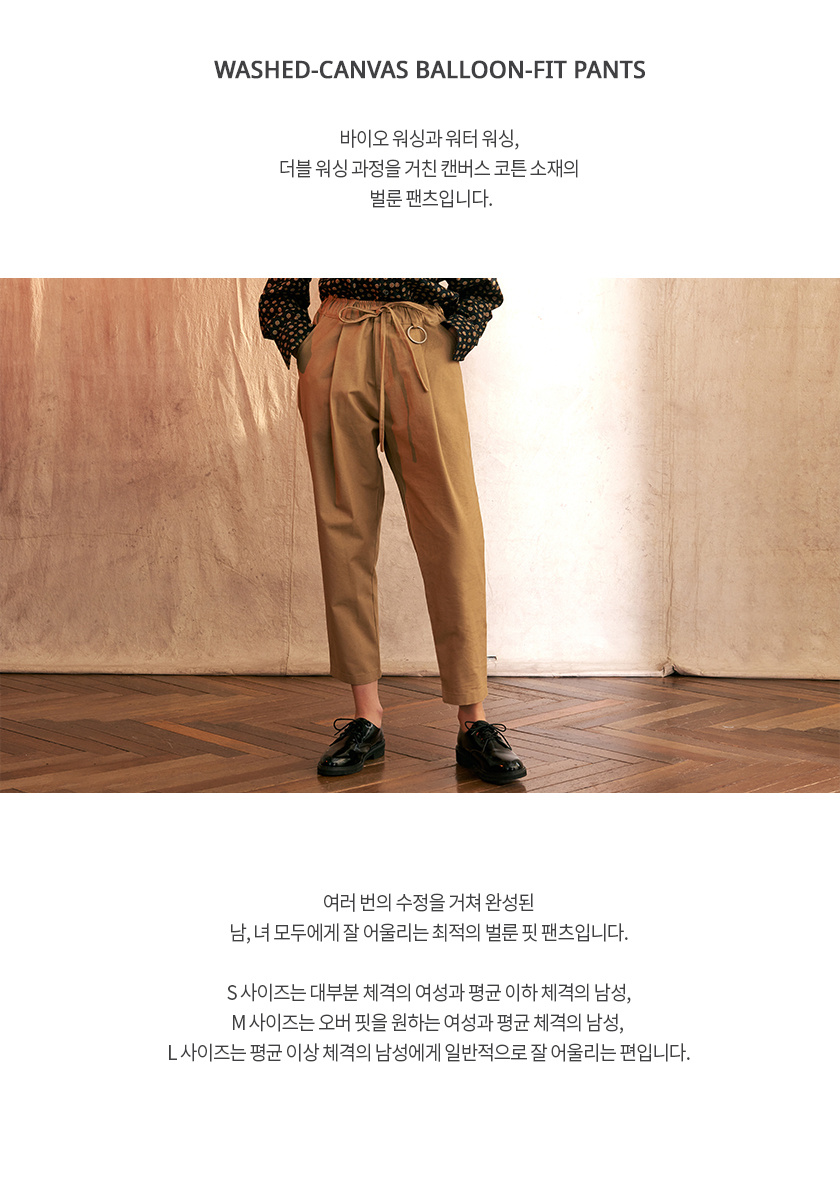 WASHED-CANVAS BALLOON-FIT PANTS
바이오 워싱과 워터 워싱,
더블 워싱 과정을 거친 캔버스 코튼 소재의
벌룬 팬츠입니다.
여러 번의 수정을 거쳐 완성된
남, 녀 모두에게 잘 어울리는 최적의 벌룬 핏 팬츠입니다.
S 사이즈는 대부분 체격의 여성과 평균 이하 체격의 남성,
M 사이즈는 오버 핏을 원하는 여성과 평균 체격의 남성,
L 사이즈는 평균 이상 체격의 남성에게 일반적으로 잘 어울리는 편입니다.